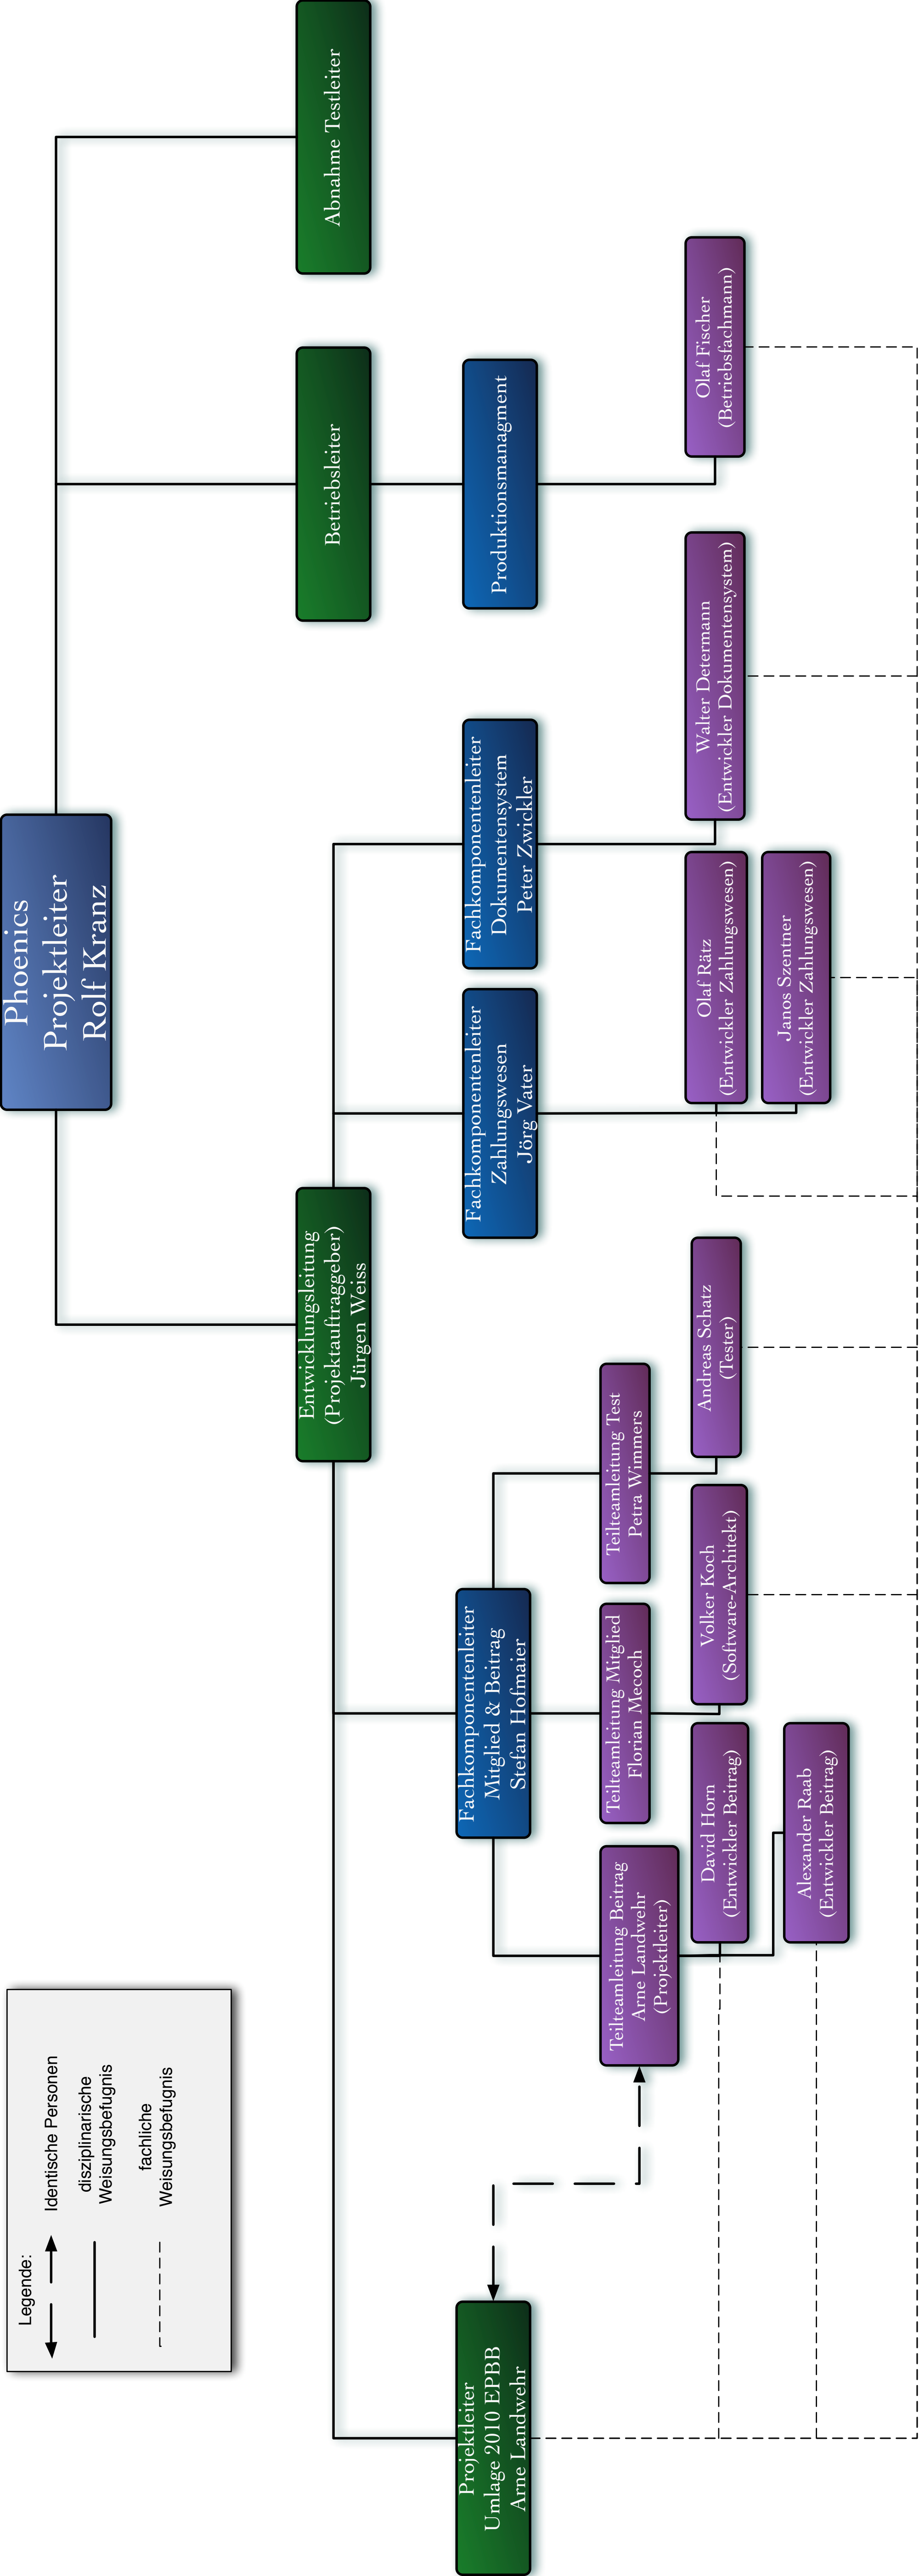 Legende:
Identische Personen
disziplinarische
Weisungsbefugnis
fachliche
Weisungsbefugnis
Phoenics
Projektleiter
Rolf Kranz
Entwicklungsleitung
(Projektauftraggeber)
Jürgen Weiss
Betriebsleiter
Abnahme Testleiter
Projektleiter
Umlage 2010 EPBB
Arne Landwehr
Fachkomponentenleiter
Mitglied & Beitrag
Stefan Hofmaier
Fachkomponentenleiter
Zahlungswesen
Jörg Vater
Fachkomponentenleiter
Dokumentensystem
Peter Zwickler
Produktionsmanagment
Teilteamleitung Beitrag
Arne Landwehr
(Projektleiter)
Teilteamleitung Mitglied
Florian Mecoch
Teilteamleitung Test
Petra Wimmers
David Horn
(Entwickler Beitrag)
Volker Koch
(Software-Architekt)
Andreas Schatz
(Tester)
Olaf Rätz
(Entwickler Zahlungswesen)
Walter Determann
(Entwickler Dokumentensystem)
Olaf Fischer
(Betriebsfachmann)
Alexander Raab
(Entwickler Beitrag)
Janos Szentner
(Entwickler Zahlungswesen)